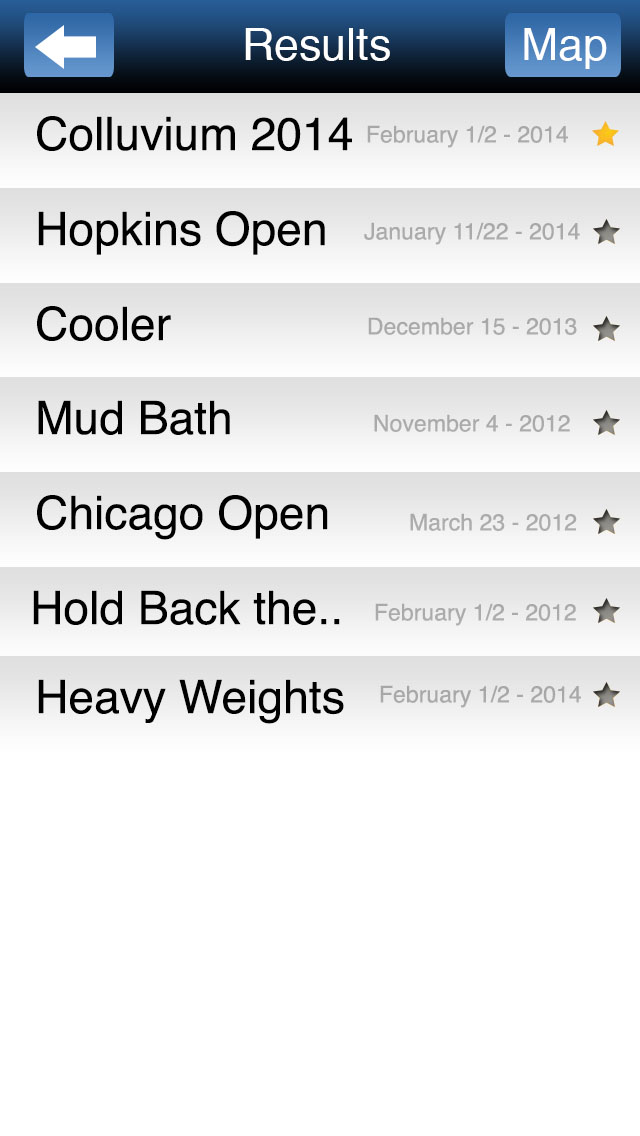 Results
Map
Colluvium 2014 February 1/2 - 2014
Hopkins Open January 11/22 - 2014
Cooler December 15 - 2013
Mud Bath November 4 - 2012
Chicago Open March 23 - 2012
Hold Back the.. February 1/2 - 2012
Heavy Weights February 1/2 - 2014